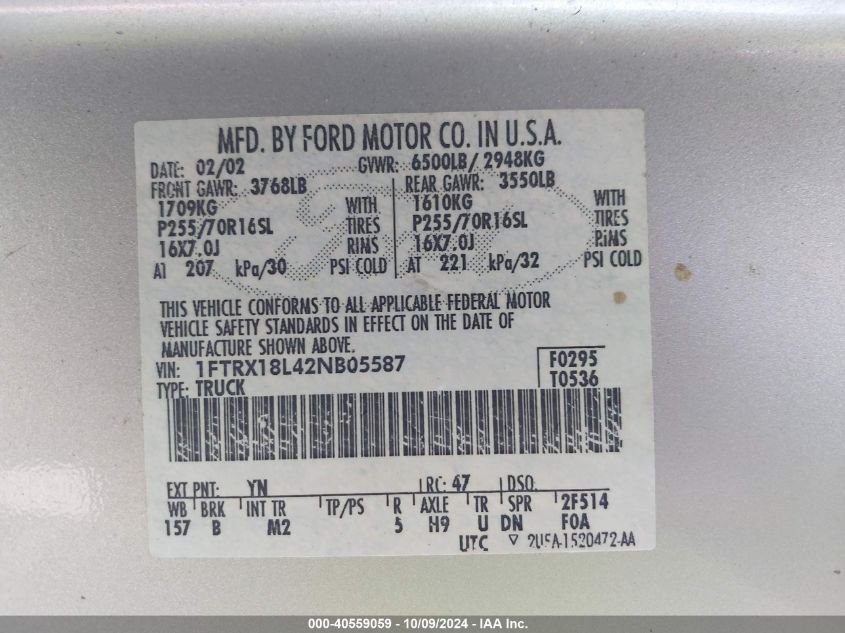 MFD. BY FORD MOTOR CO. IN U.S.A.
DATE: 02/02 GVWR: 6500LB/ 2948KG
FRONT GAWR: 3768LB REAR GAWR: 3550LB
1709KG WITH 1610KG WITH
P255/70R16SL TIRES P255/70R16SL TIRES
16X7.0J RIMS 16X7.0J RIMS
AT 207 kPa/30 PSI COLD AT 221 kPa/32 PSI COLD
THIS VEHICLE CONFORMS TO ALL APPLICABLE FEDERAL MOTOR
VEHICLE SAFETY STANDARDS IN EFFECT ON THE DATE OF
MANUFACTURE SHOWN ABOVE.
VIN: 1FTRX18L42NB05587 F0295
TYPE: TRUCK T0536
EXT PNT: YN RC: 47 DSO:
WB BRK INT TR TP/PS R AXLE TR SPR 2F514
157 B M2 5 H9 U DN F0A
UTC ▽ 2U5A-1520472-AA
000-40559059 - 10/09/2024 - IAA Inc.